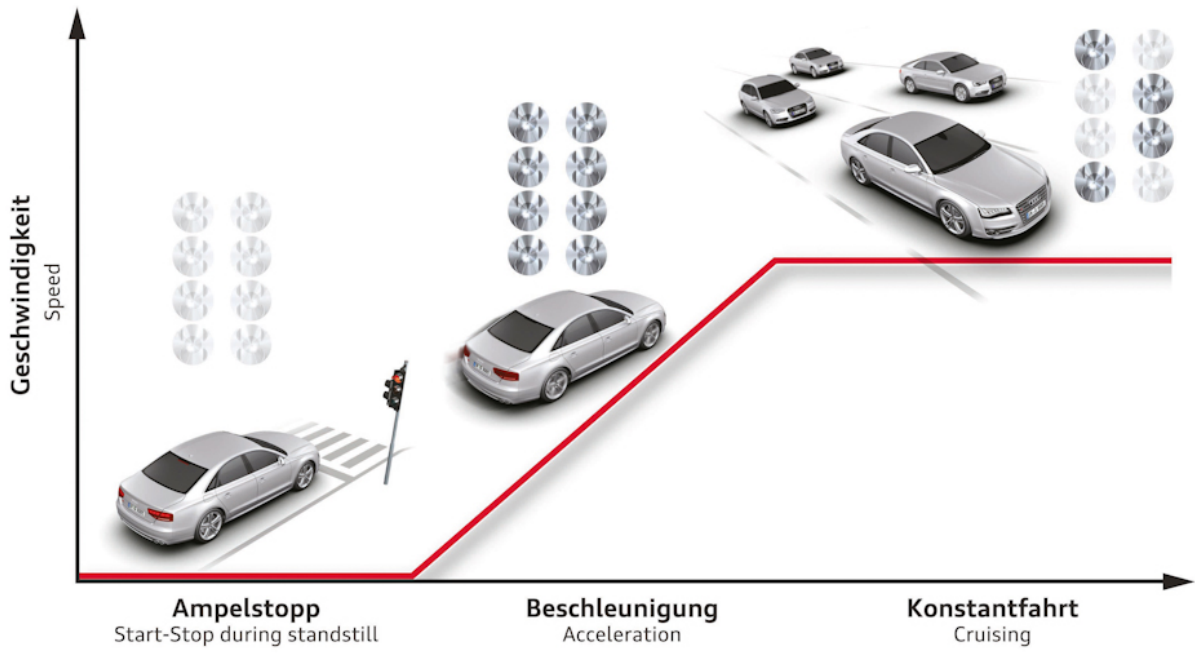 Geschwindigkeit
Speed
Ampelstopp
Start-Stop during standstill
Beschleunigung
Acceleration
Konstantfahrt
Cruising